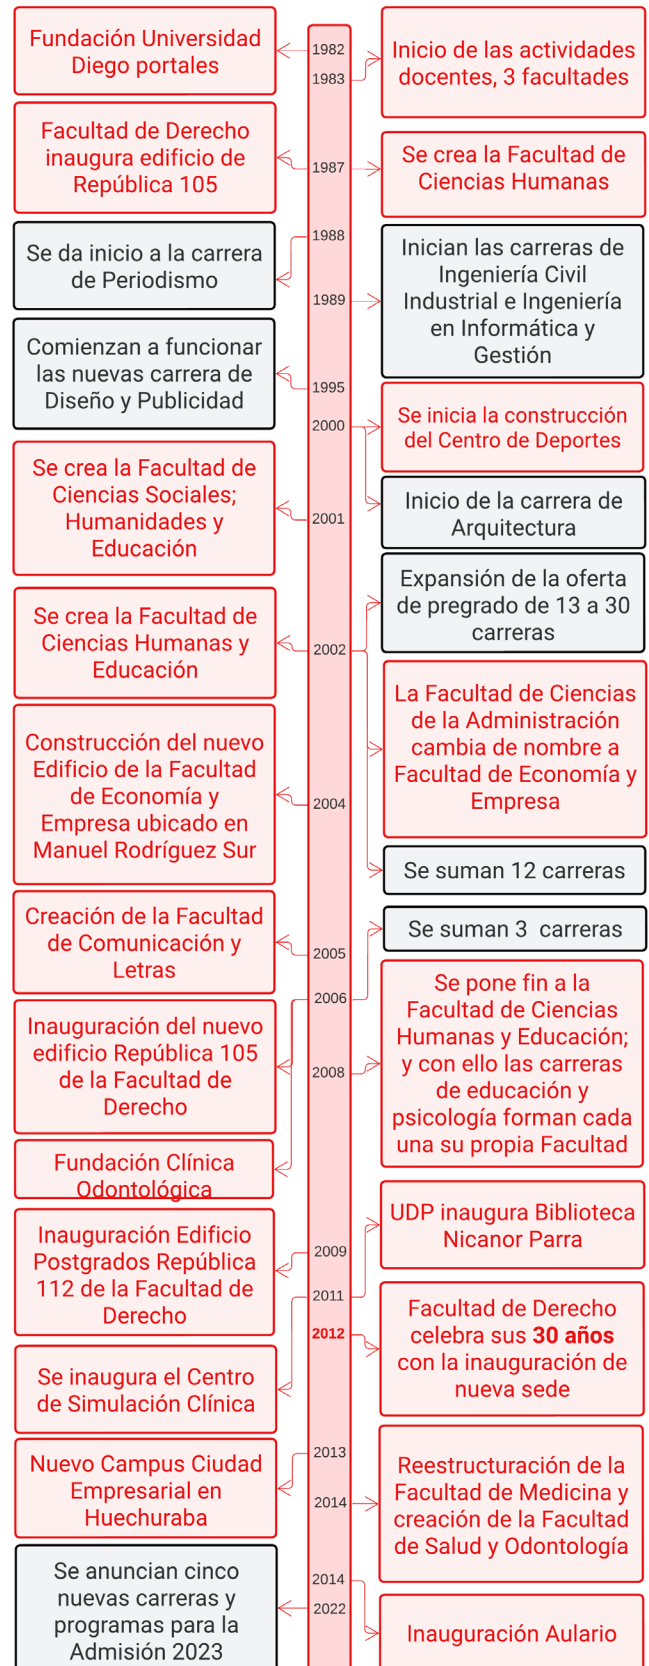 Fundación Universidad
Diego portales
1982
1983
Inicio de las actividades
docentes, 3 facultades
Facultad de Derecho
inaugura edificio de
República 105
1987
Se crea la Facultad de
Ciencias Humanas
1988
Se da inicio a la carrera
de Periodismo
1989
Inician las carreras de
Ingeniería Civil
Industrial e Ingeniería
en Informática y
Gestión
Comienzan a funcionar
las nuevas carrera de
Diseño y Publicidad
1995
2000
Se inicia la construcción
del Centro de Deportes
Inicio de la carrera de
Arquitectura
Se crea la Facultad de
Ciencias Sociales;
Humanidades y
Educación
2001
Expansión de la oferta
de pregrado de 13 a 30
carreras
Se crea la Facultad de
Ciencias Humanas y
Educación
2002
La Facultad de Ciencias
de la Administración
cambia de nombre a
Facultad de Economía y
Empresa
Construcción del nuevo
Edificio de la Facultad
de Economía y
Empresa ubicado en
Manuel Rodríguez Sur
2004
Se suman 12 carreras
Creación de la Facultad
de Comunicación y
Letras
2005
Se suman 3  carreras
2006
Inauguración del nuevo
edificio República 105
de la Facultad de
Derecho
2008
Se pone fin a la
Facultad de Ciencias
Humanas y Educación;
y con ello las carreras
de educación y
psicología forman cada
una su propia Facultad
Fundación Clínica
Odontológica
Inauguración Edificio
Postgrados República
112 de la Facultad de
Derecho
2009
UDP inaugura Biblioteca
Nicanor Parra
2011
2012
Facultad de Derecho
celebra sus 30 años
con la inauguración de
nueva sede
Se inaugura el Centro
de Simulación Clínica
Nuevo Campus Ciudad
Empresarial en
Huechuraba
2013
2014
Reestructuración de la
Facultad de Medicina y
creación de la Facultad
de Salud y Odontología
Se anuncian cinco
nuevas carreras y
programas para la
Admisión 2023
2014
2022
Inauguración Aulario